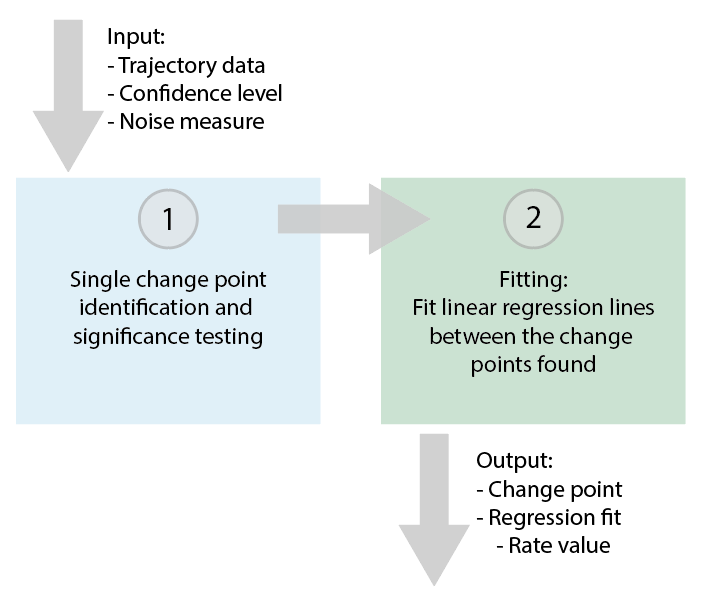 Input:
- Trajectory data
- Confidence level
- Noise measure
1
Single change point
identification and
significance testing
2
Fitting:
Fit linear regression lines
between the change
points found
Output:
- Change point
- Regression fit
- Rate value